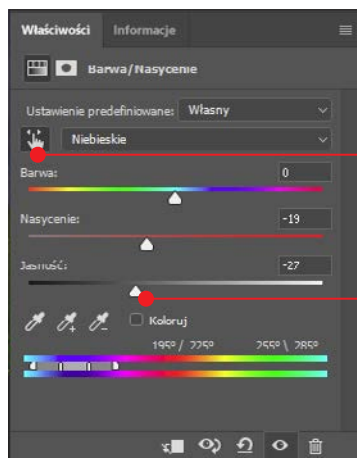 Właściwości Informacje
Barwa/Nasycenie
Ustawienie predefiniowane: Własny
Niebieskie
Barwa: 0
Nasycenie: -19
Jasność: -27
Koloruj
195° / 225° 255° \ 285°